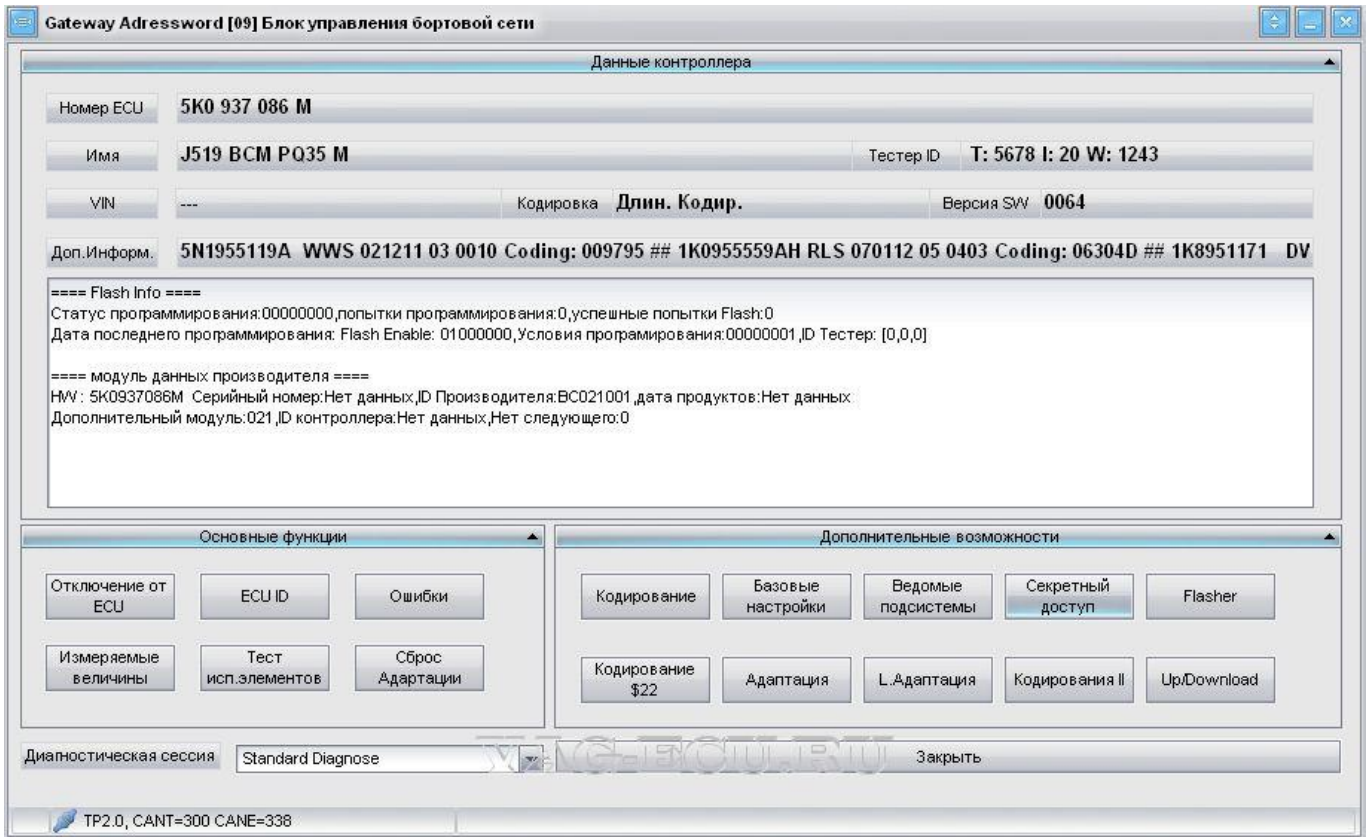 Gateway Adressword [09] Блок управления бортовой сети
Данные контроллера
Номер ECU 5K0 937 086 M
Имя J519 BCM PQ35 M Тестер ID T: 5678 I: 20 W: 1243
VIN --- Кодировка Длин. Кодир. Версия SW 0064
Доп.Информ. 5N1955119A WWS 021211 03 0010 Coding: 009795 ## 1K0955559AH RLS 070112 05 0403 Coding: 06304D ## 1K8951171 DV
==== Flash Info ====
Статус программирования:00000000,попытки программирования:0,успешные попытки Flash:0
Дата последнего программирования: Flash Enable: 01000000,Условия програмирования:00000001,ID Тестер: [0,0,0]
==== модуль данных производителя ====
HW: 5K0937086M Серийный номер:Нет данных,ID Производителя:BC021001,дата продуктов:Нет данных
Дополнительный модуль:021,ID контроллера:Нет данных,Нет следующего:0
Основные функции
Отключение от
ECU
ECU ID
Ошибки
Измеряемые
величины
Тест
исп.элементов
Сброс
Адартации
Дополнительные возможности
Кодирование
Базовые
настройки
Ведомые
подсистемы
Секретный
доступ
Flasher
Кодирование
$22
Адаптация
L.Адаптация
Кодирования II
Up/Download
Диагностическая сессия Standard Diagnose
VAG-ECU.RU
Закрыть
TP2.0, CANT=300 CANE=338